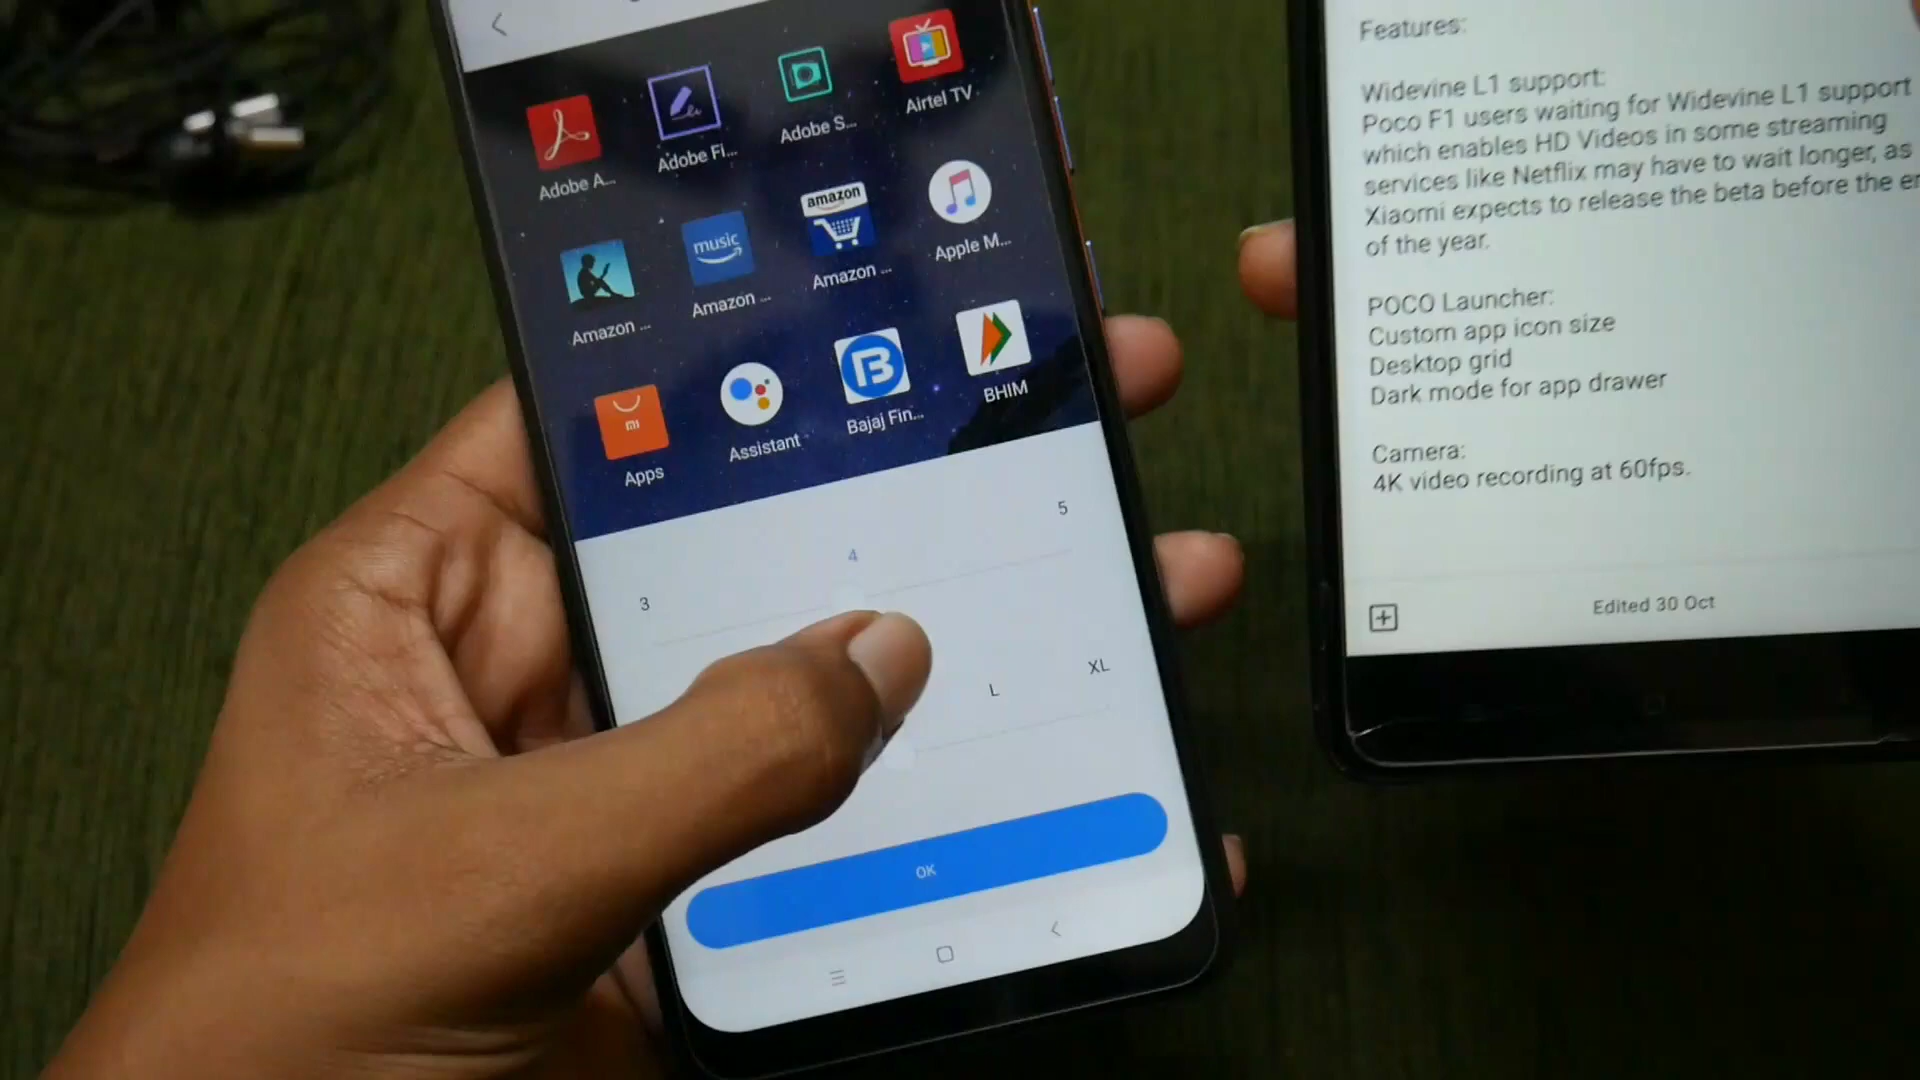 Adobe A...
Adobe Fi...
Adobe S...
Airtel TV
Amazon ...
music
Amazon ...
amazon
Amazon ...
Apple M...
mi
Apps
Assistant
B
Bajaj Fin...
BHIM
3
4
5
L
XL
OK
Features:
Widevine L1 support:
Poco F1 users waiting for Widevine L1 support
which enables HD Videos in some streaming
services like Netflix may have to wait longer, as
Xiaomi expects to release the beta before the
of the year.
POCO Launcher:
Custom app icon size
Desktop grid
Dark mode for app drawer
Camera:
4K video recording at 60fps.
Edited 30 Oct